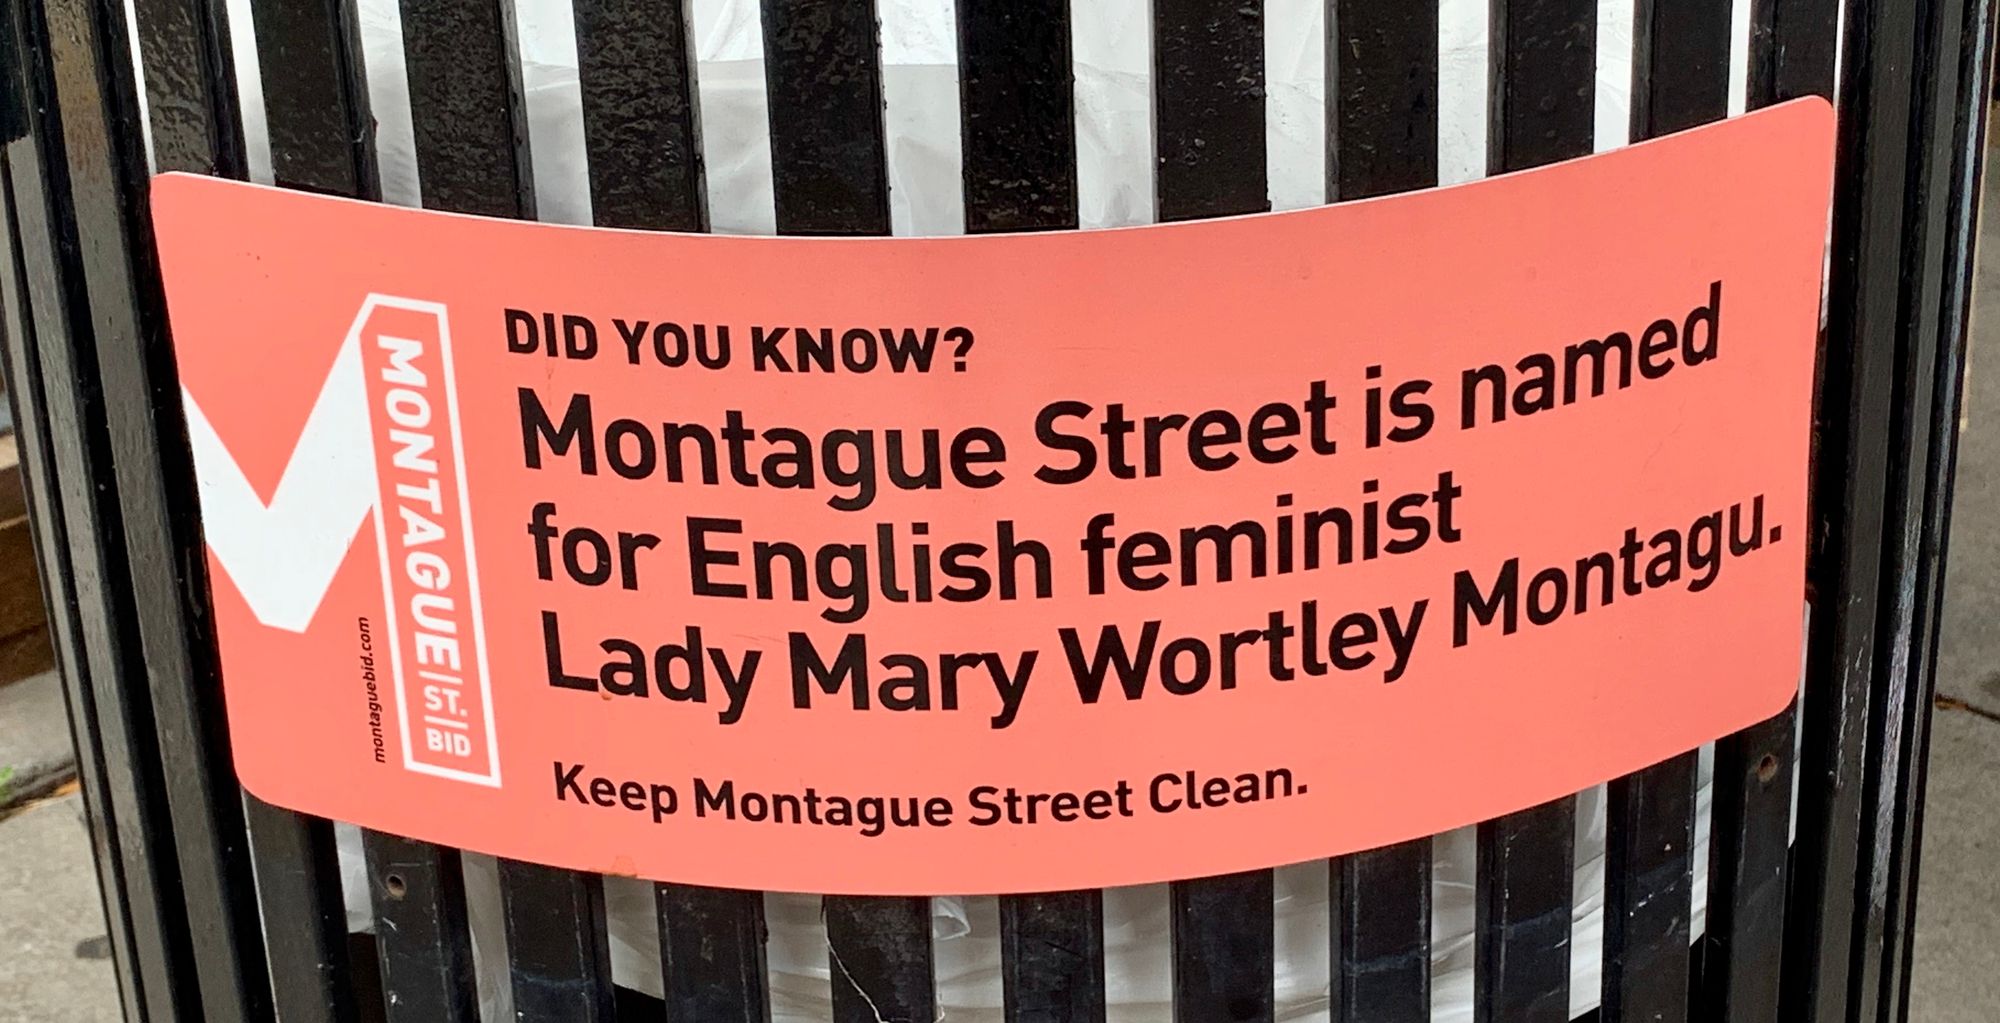 DID YOU KNOW?
Montague Street is named
for English feminist
Lady Mary Wortley Montagu.
Keep Montague Street Clean.
MONTAGUE
ST.
BID
montaguebid.com